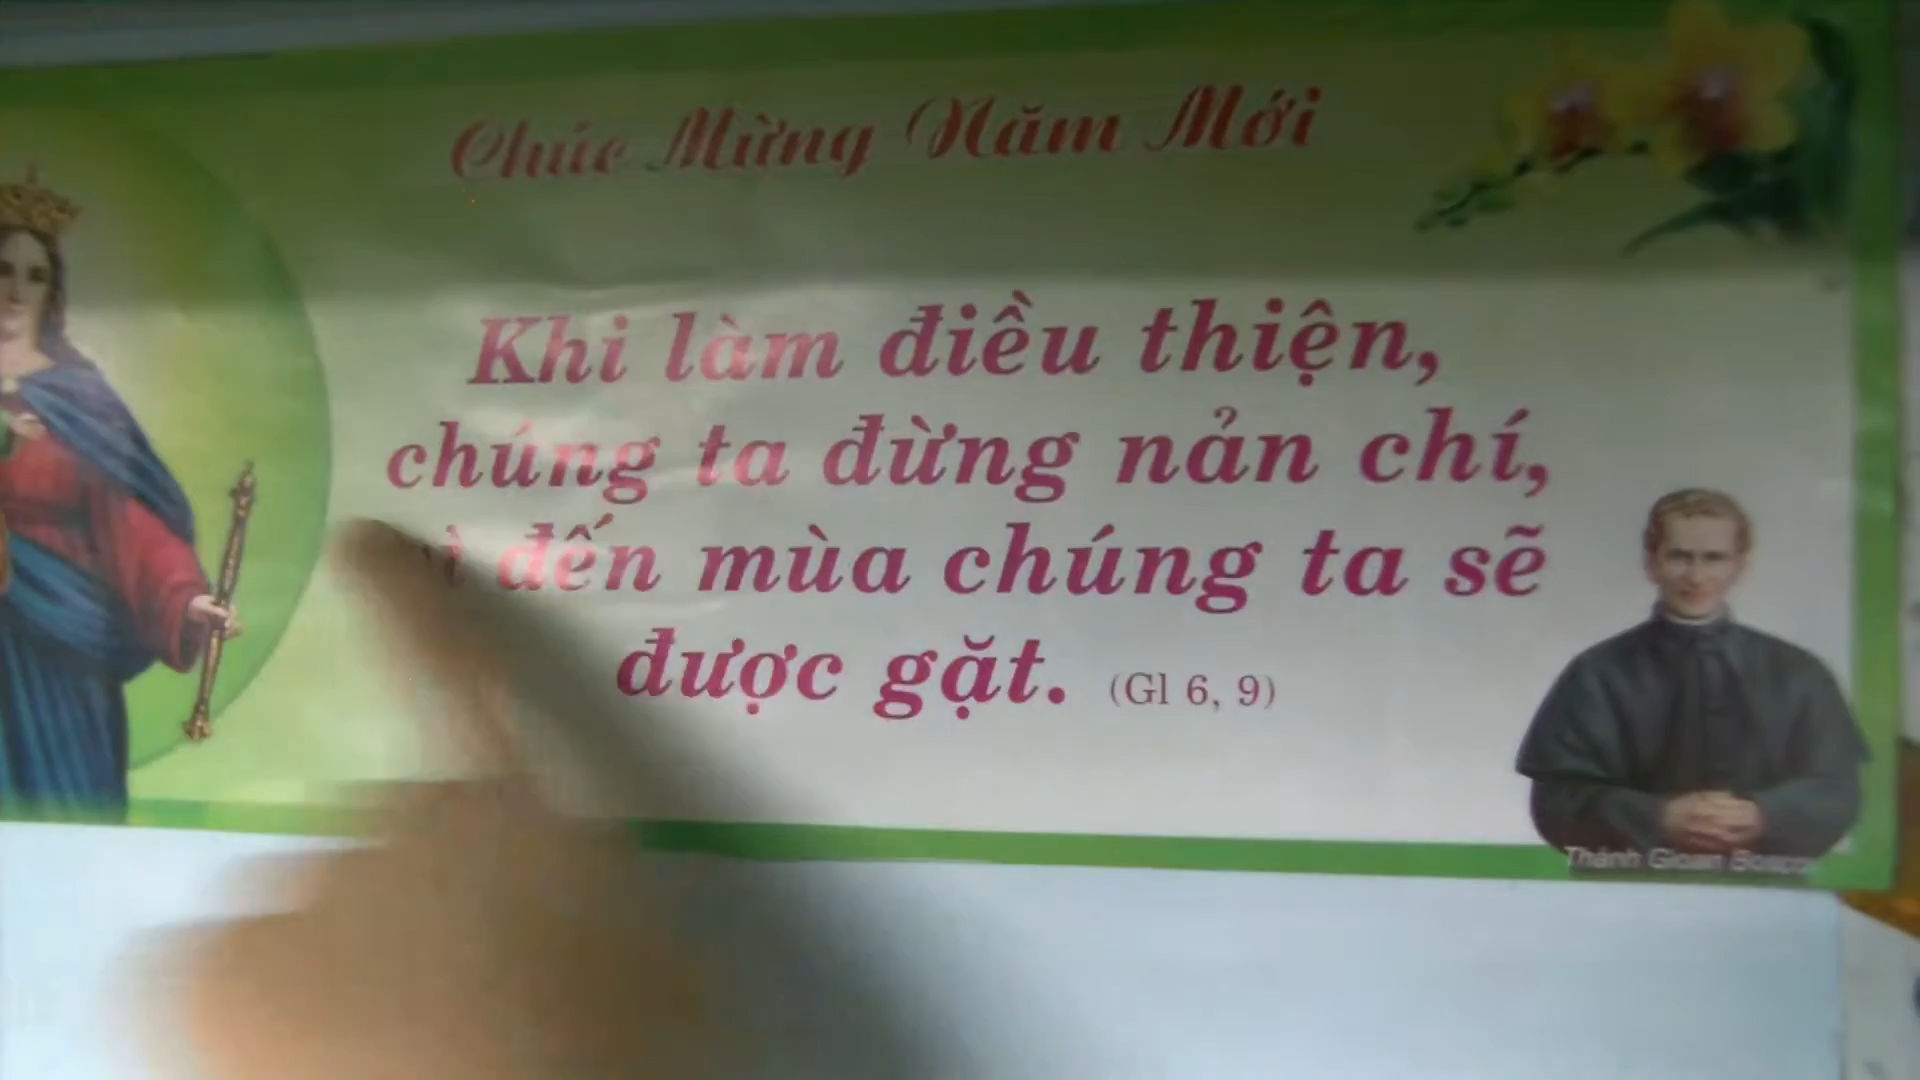 Chúc Mừng Năm Mới
Khi làm điều thiện,
chúng ta đừng nản chí,
đến mùa chúng ta sẽ
được gặt. (Gl 6, 9)
Thánh Gioan Bosco